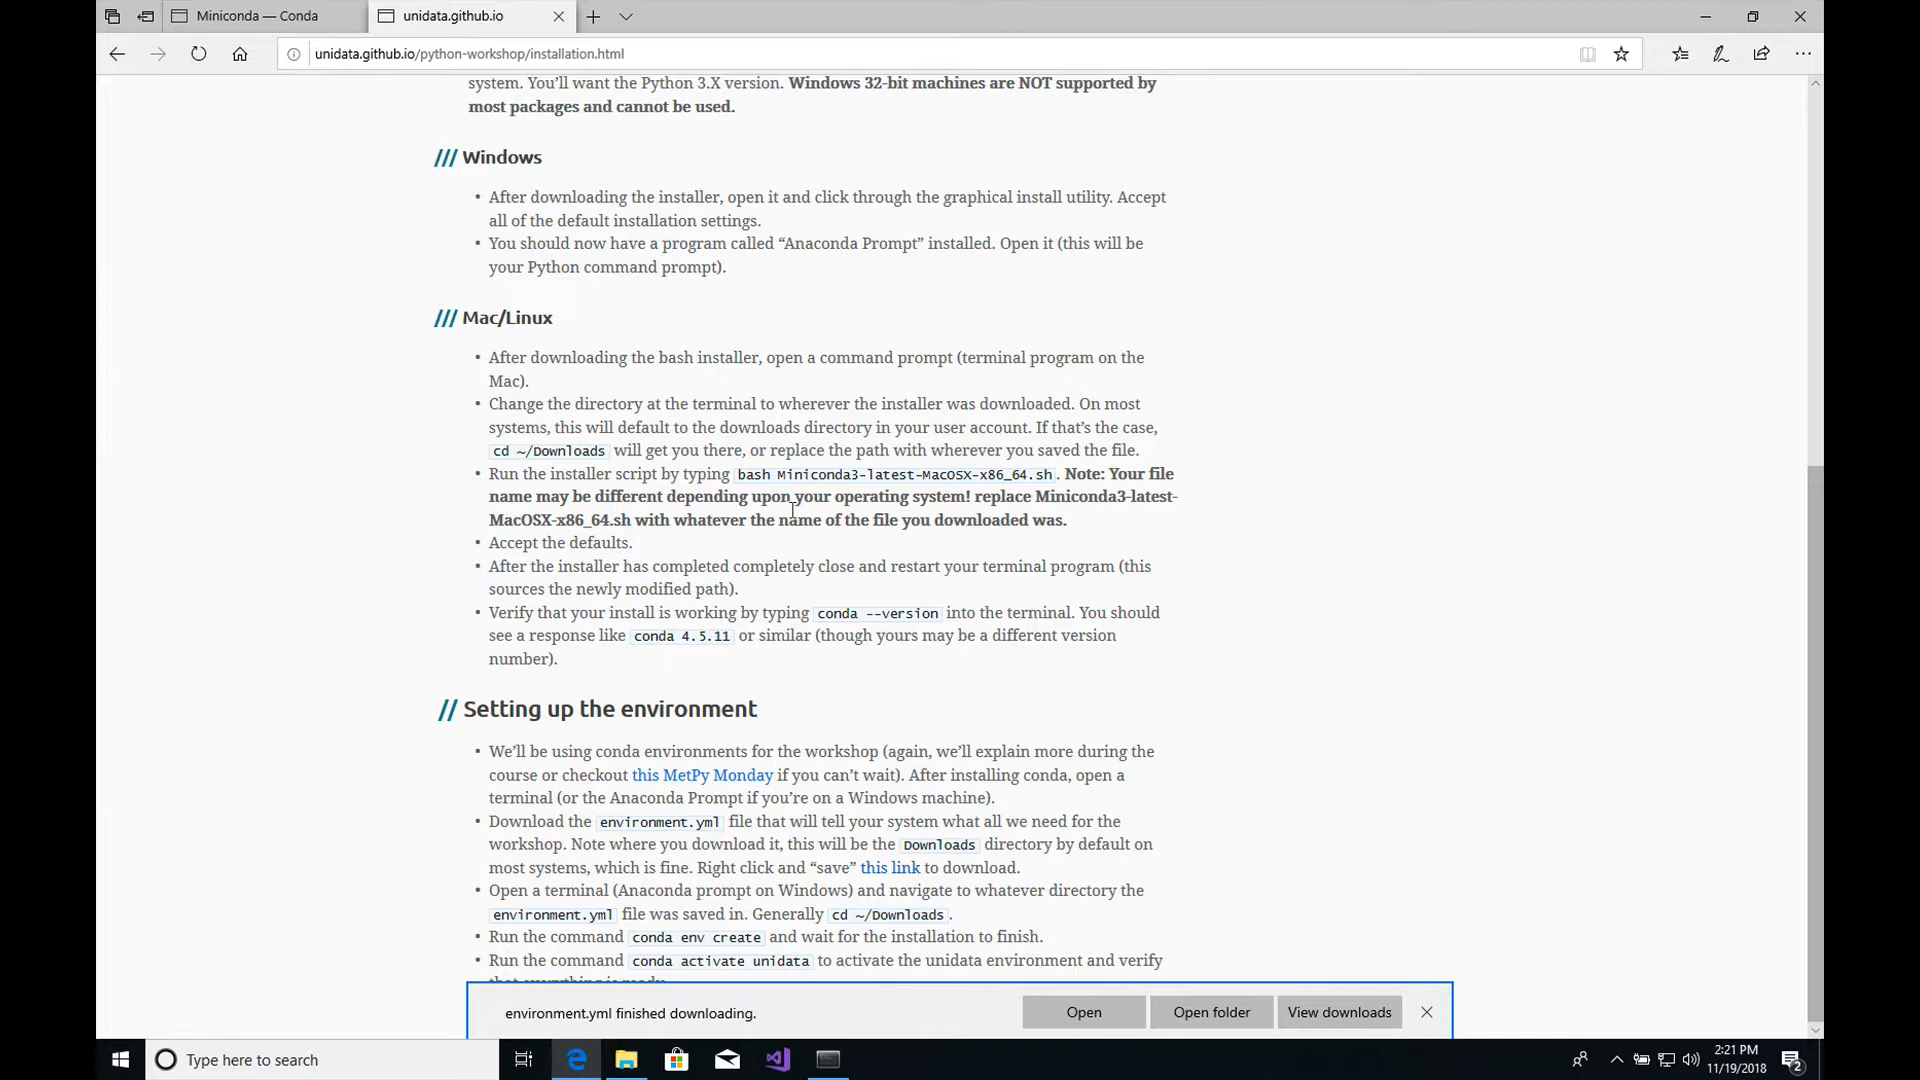 Miniconda — Conda
unidata.github.io
unidata.github.io/python-workshop/installation.html
system. You’ll want the Python 3.X version. Windows 32-bit machines are NOT supported by
most packages and cannot be used.
/// Windows
• After downloading the installer, open it and click through the graphical install utility. Accept
all of the default installation settings.
• You should now have a program called “Anaconda Prompt” installed. Open it (this will be
your Python command prompt).
/// Mac/Linux
• After downloading the bash installer, open a command prompt (terminal program on the
Mac).
• Change the directory at the terminal to wherever the installer was downloaded. On most
systems, this will default to the downloads directory in your user account. If that’s the case,
cd ~/Downloads will get you there, or replace the path with wherever you saved the file.
• Run the installer script by typing bash Miniconda3-latest-MacOSX-x86_64.sh. Note: Your file
name may be different depending upon your operating system! replace Miniconda3-latest-
MacOSX-x86_64.sh with whatever the name of the file you downloaded was.
• Accept the defaults.
• After the installer has completed completely close and restart your terminal program (this
sources the newly modified path).
• Verify that your install is working by typing conda --version into the terminal. You should
see a response like conda 4.5.11 or similar (though yours may be a different version
number).
// Setting up the environment
• We’ll be using conda environments for the workshop (again, we’ll explain more during the
course or checkout this MetPy Monday if you can’t wait). After installing conda, open a
terminal (or the Anaconda Prompt if you’re on a Windows machine).
• Download the environment.yml file that will tell your system what all we need for the
workshop. Note where you download it, this will be the Downloads directory by default on
most systems, which is fine. Right click and “save” this link to download.
• Open a terminal (Anaconda prompt on Windows) and navigate to whatever directory the
environment.yml file was saved in. Generally cd ~/Downloads.
• Run the command conda env create and wait for the installation to finish.
• Run the command conda activate unidata to activate the unidata environment and verify
that everything is ready.
environment.yml finished downloading.
Open
Open folder
View downloads
Type here to search
2:21 PM
11/19/2018
2